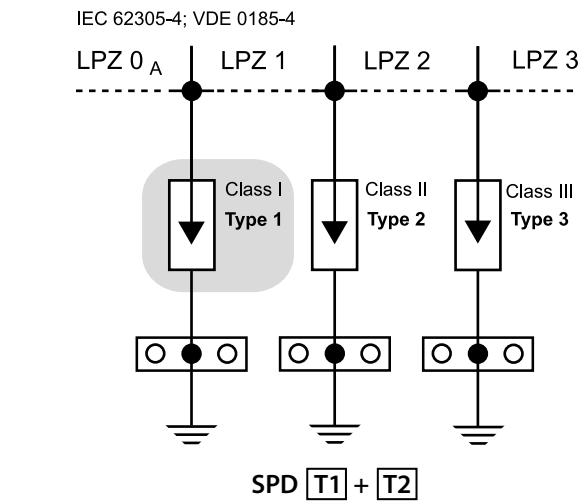 IEC 62305-4; VDE 0185-4
LPZ 0 A LPZ 1 LPZ 2 LPZ 3
Class I Class II Class III
Type 1 Type 2 Type 3
SPD T1 + T2